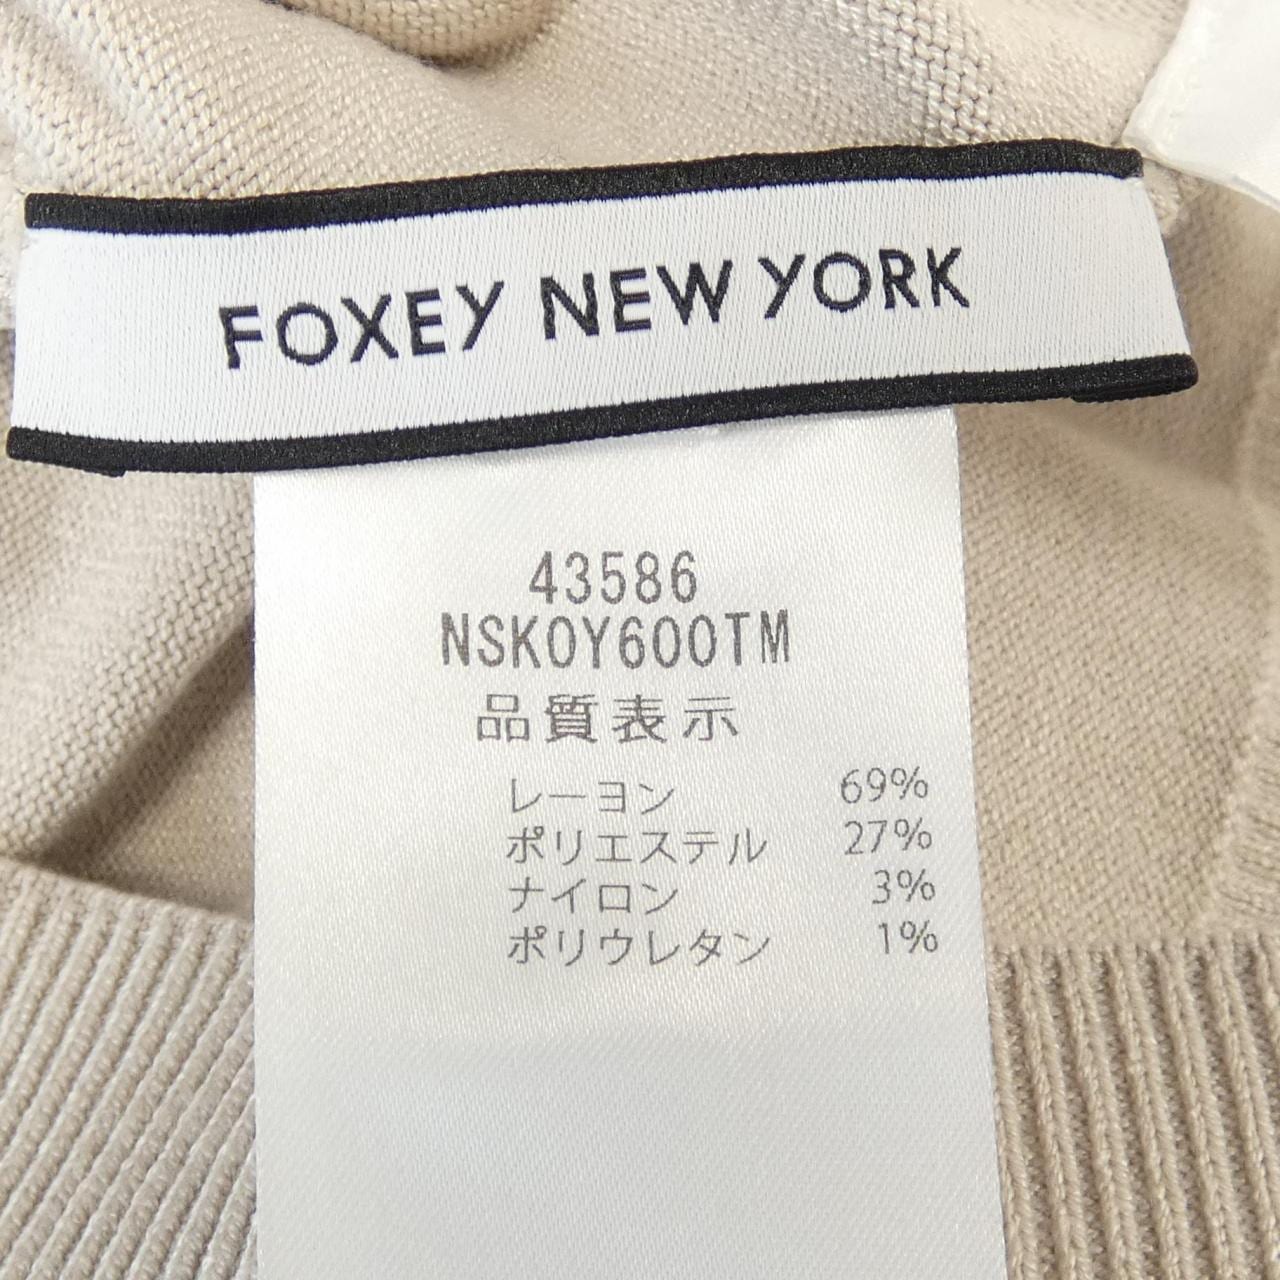 FOXEY NEW YORK
43586
NSKOY600TM
品質表示
レーヨン 69%
ポリエステル 27%
ナイロン 3%
ポリウレタン 1%